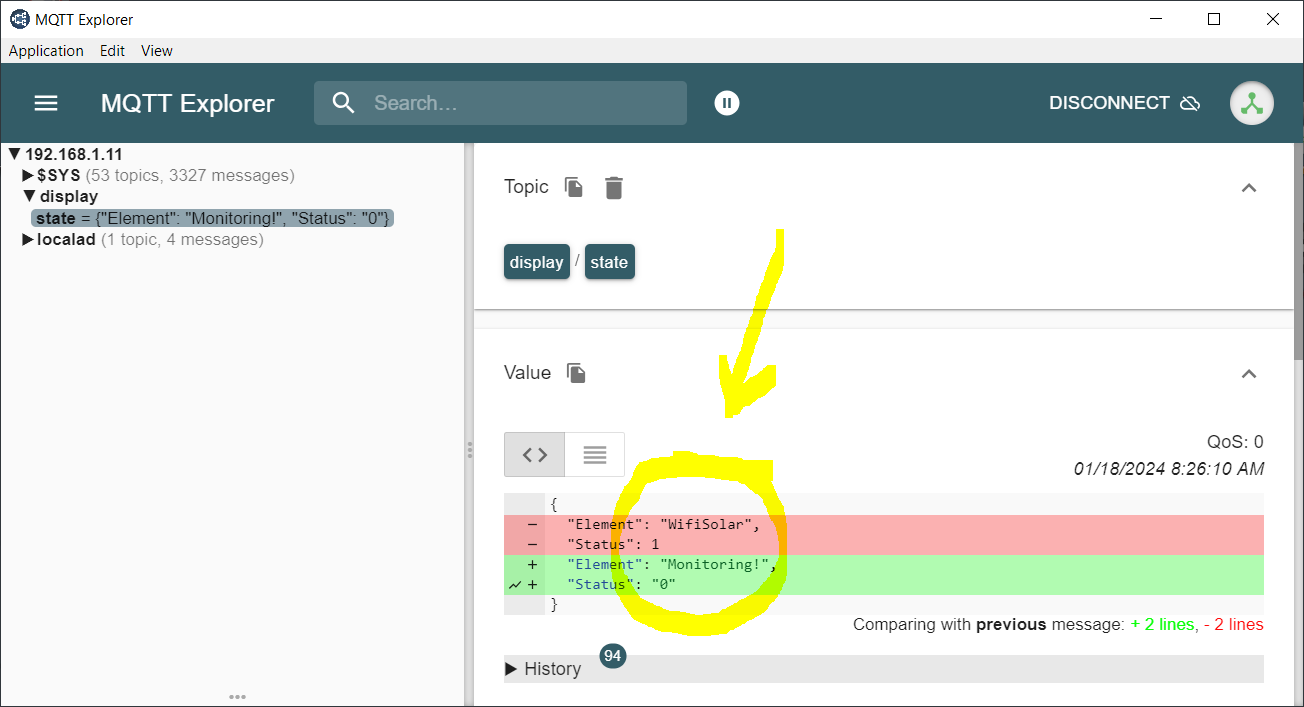 MQTT Explorer
Application Edit View
MQTT Explorer Search... DISCONNECT
▼ 192.168.1.11
▶ $SYS (53 topics, 3327 messages)
▼ display
state = {"Element": "Monitoring!", "Status": "0"}
▶ localad (1 topic, 4 messages)
Topic
display / state
Value
QoS: 0
01/18/2024 8:26:10 AM
{
- "Element": "WifiSolar",
- "Status": 1
+ "Element": "Monitoring!",
+ "Status": "0"
}
Comparing with previous message: + 2 lines, - 2 lines
▶ History 94